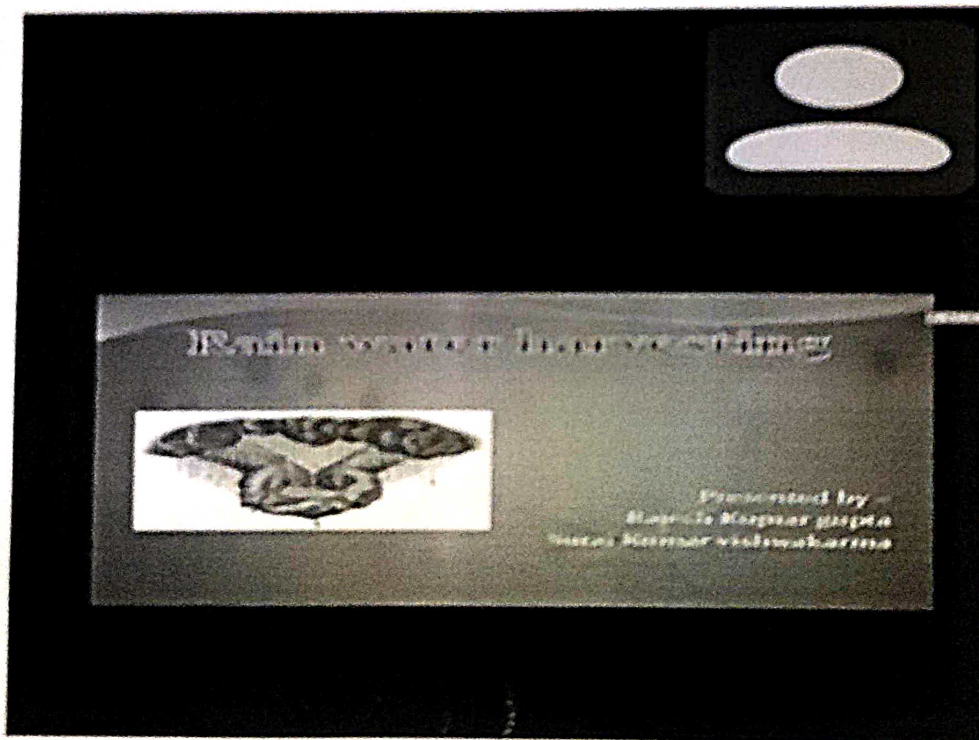 Rain water harvesting
Presented by -
Kumar gupta
Kumar vishwakarma